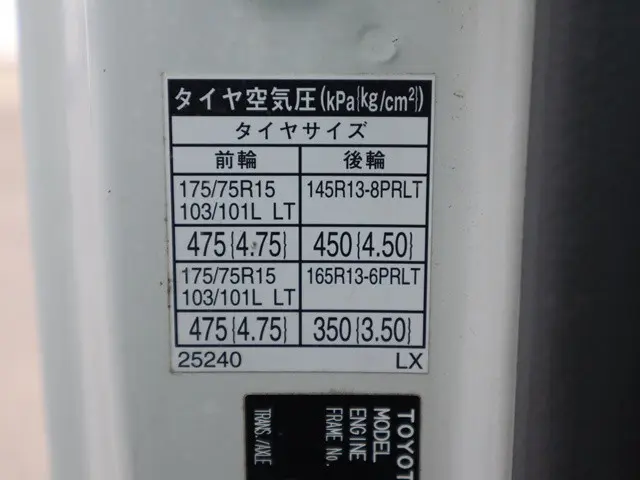 タイヤ空気圧(kPa{kg/cm²})
タイヤサイズ
前輪 後輪
175/75R15 145R13-8PRLT
103/101L LT
475{4.75} 450{4.50}
175/75R15 165R13-6PRLT
103/101L LT
475{4.75} 350{3.50}
25240 LX
TOYOT
MODEL
ENGINE
FRAME No.
TRANS./AXLE